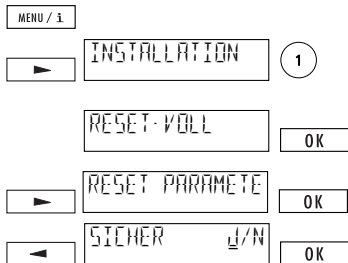 MENU / i
INSTALLATION
1
RESET-VOLL
OK
RESET PARAMETE
OK
SICHER J/N
OK